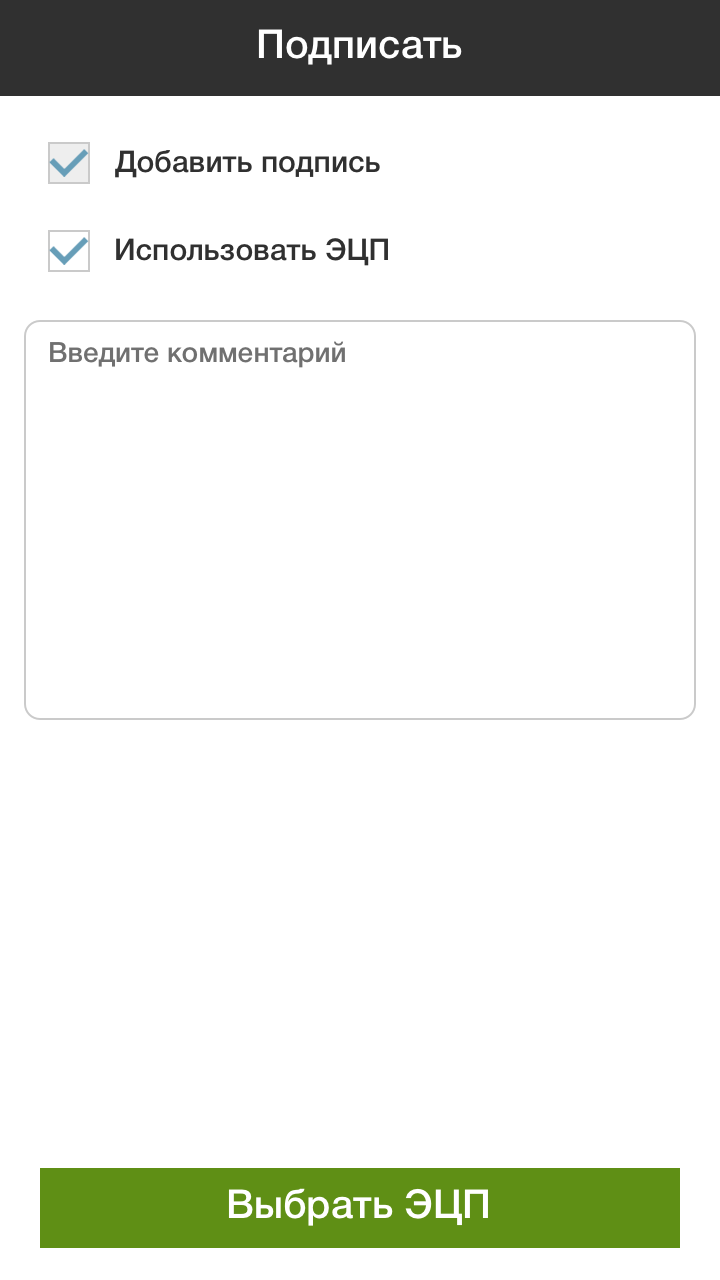 Подписать
Добавить подпись
Использовать ЭЦП
Введите комментарий
Выбрать ЭЦП